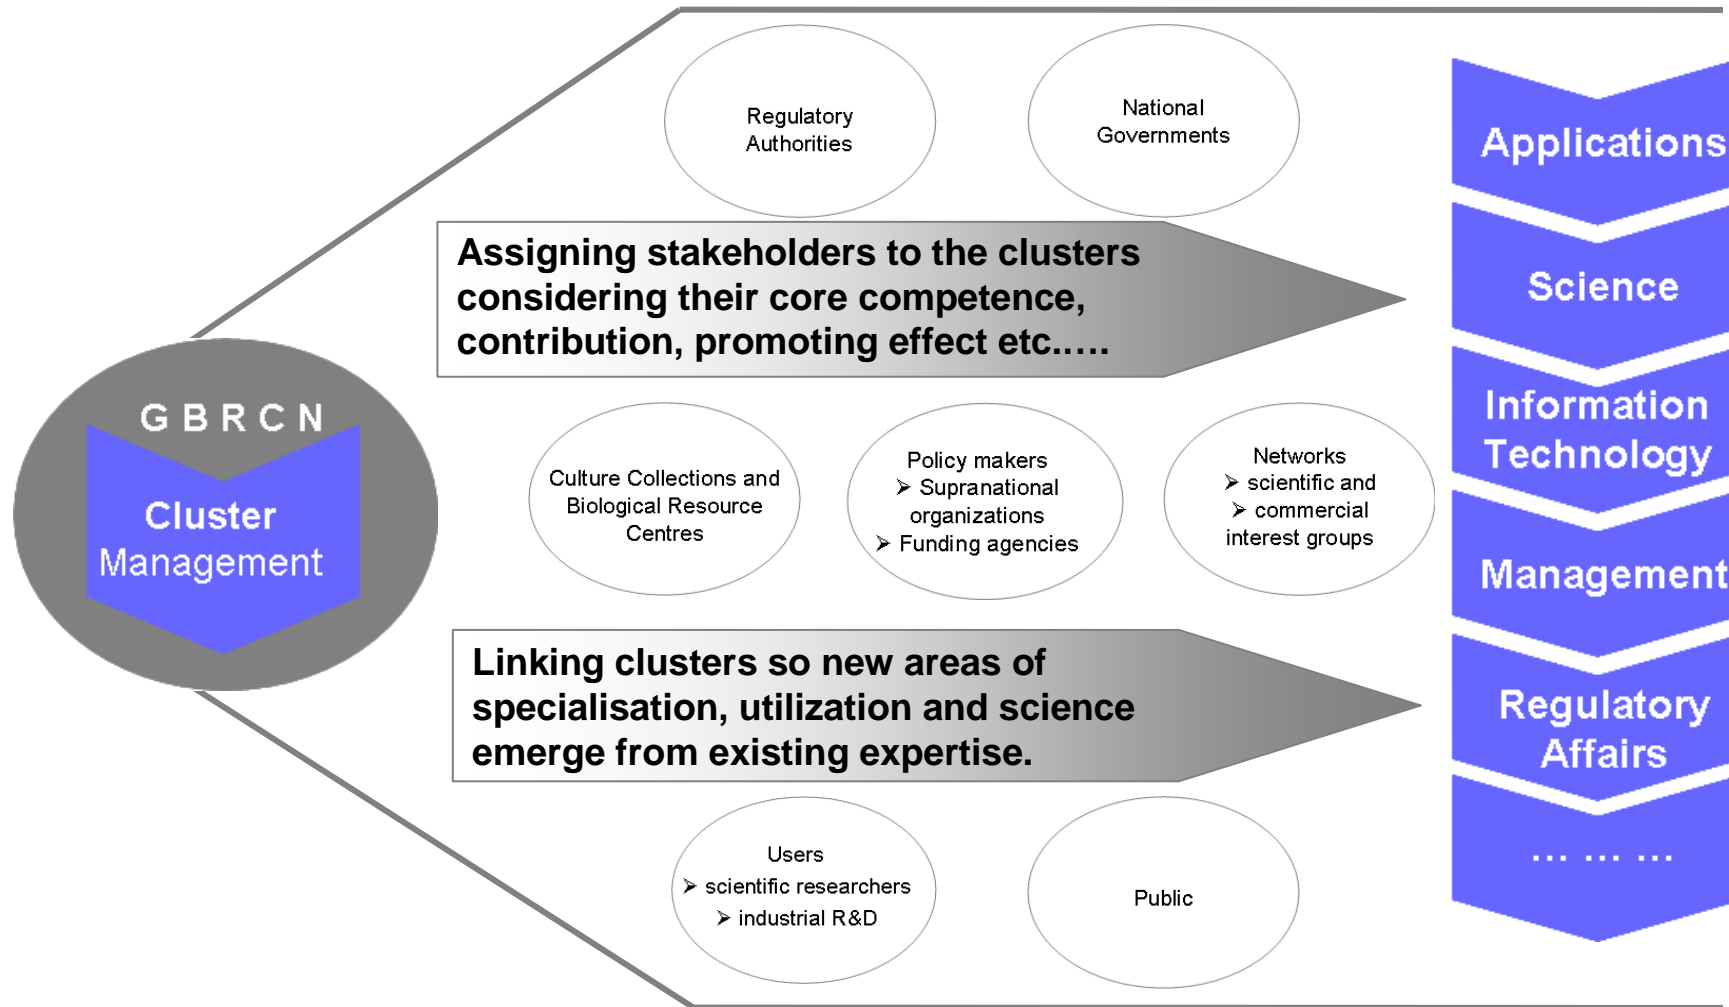 Regulatory
Authorities
National
Governments
Assigning stakeholders to the clusters
considering their core competence,
contribution, promoting effect etc.….
G B R C N
Cluster
Management
Culture Collections and
Biological Resource
Centres
Policy makers
➢ Supranational
organizations
➢ Funding agencies
Networks
➢ scientific and
➢ commercial
interest groups
Linking clusters so new areas of
specialisation, utilization and science
emerge from existing expertise.
Users
➢ scientific researchers
➢ industrial R&D
Public
Applications
Science
Information
Technology
Management
Regulatory
Affairs
... ... ...